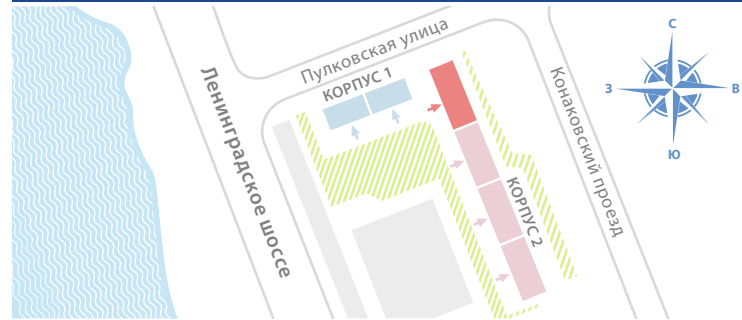 Пулковская улица
КОРПУС 1
Ленинградское шоссе
Конаковский проезд
КОРПУС 2
С
З
В
Ю